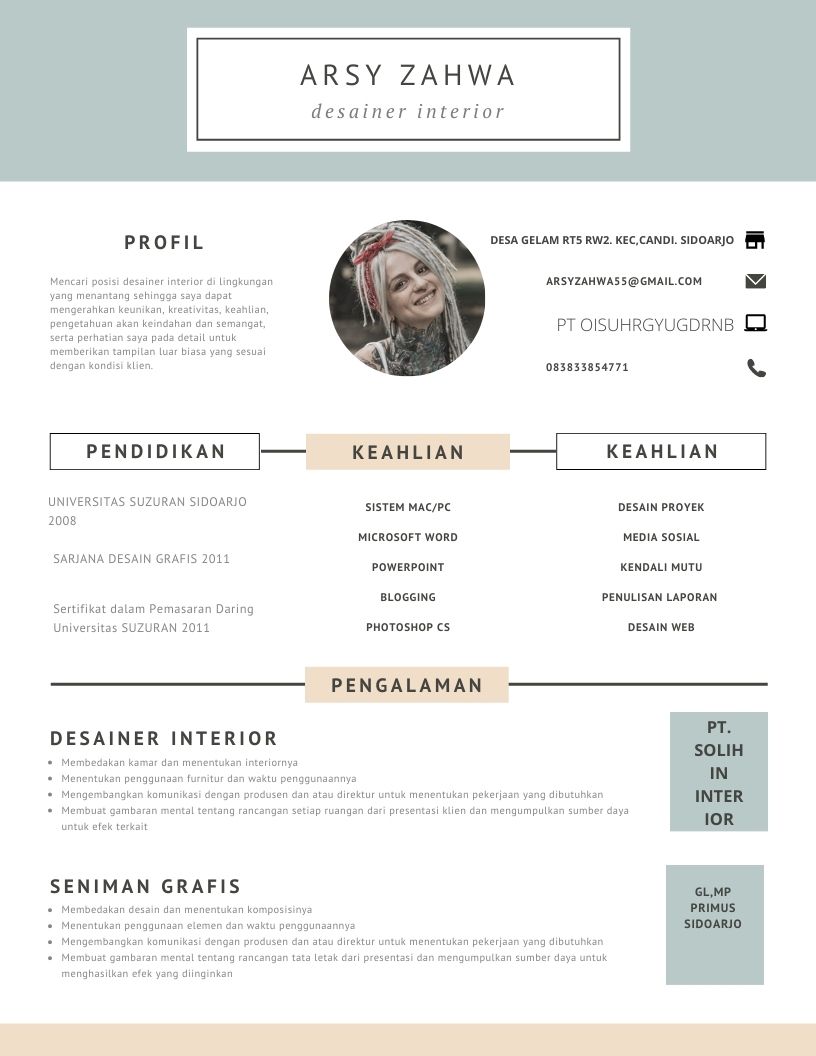 ARSY ZAHWA
desainer interior
PROFIL
Mencari posisi desainer interior di lingkungan
yang menantang sehingga saya dapat
mengerahkan keunikan, kreativitas, keahlian,
pengetahuan akan keindahan dan semangat,
serta perhatian saya pada detail untuk
memberikan tampilan luar biasa yang sesuai
dengan kondisi klien.
DESA GELAM RT5 RW2. KEC,CANDI. SIDOARJO
ARSYZAHWA55@GMAIL.COM
PT OISUHRGYUGDRNB
083833854771
PENDIDIKAN
UNIVERSITAS SUZURAN SIDOARJO
2008
SARJANA DESAIN GRAFIS 2011
Sertifikat dalam Pemasaran Daring
Universitas SUZURAN 2011
KEAHLIAN
SISTEM MAC/PC
MICROSOFT WORD
POWERPOINT
BLOGGING
PHOTOSHOP CS
KEAHLIAN
DESAIN PROYEK
MEDIA SOSIAL
KENDALI MUTU
PENULISAN LAPORAN
DESAIN WEB
PENGALAMAN
DESAINER INTERIOR
Membedakan kamar dan menentukan interiornya
Menentukan penggunaan furnitur dan waktu penggunaannya
Mengembangkan komunikasi dengan produsen dan atau direktur untuk menentukan pekerjaan yang dibutuhkan
Membuat gambaran mental tentang rancangan setiap ruangan dari presentasi klien dan mengumpulkan sumber daya
untuk efek terkait
PT.
SOLIH
IN
INTER
IOR
SENIMAN GRAFIS
Membedakan desain dan menentukan komposisinya
Menentukan penggunaan elemen dan waktu penggunaannya
Mengembangkan komunikasi dengan produsen dan atau direktur untuk menentukan pekerjaan yang dibutuhkan
Membuat gambaran mental tentang rancangan tata letak dari presentasi dan mengumpulkan sumber daya untuk
menghasilkan efek yang diinginkan
GL,MP
PRIMUS
SIDOARJO